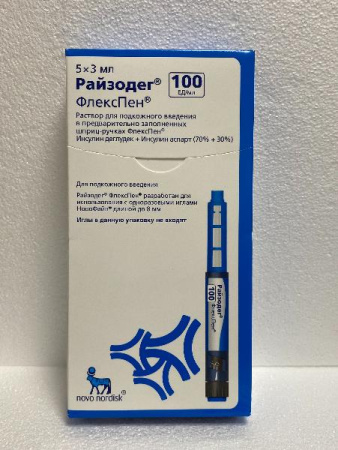 5×3 мл
Райзодег® 100
ЕД/мл
ФлексПен®
Раствор для подкожного введения
в предварительно заполненных
шприц-ручках ФлексПен®
Инсулин деглудек + Инсулин аспарт (70% + 30%)
Для подкожного введения
Райзодег® ФлексПен® разработан для
использования с одноразовыми иглами
НовоФайн® длиной до 8 мм
Иглы в данную упаковку не входят
Райзодег®
100
ФлексПен®
novo nordisk®